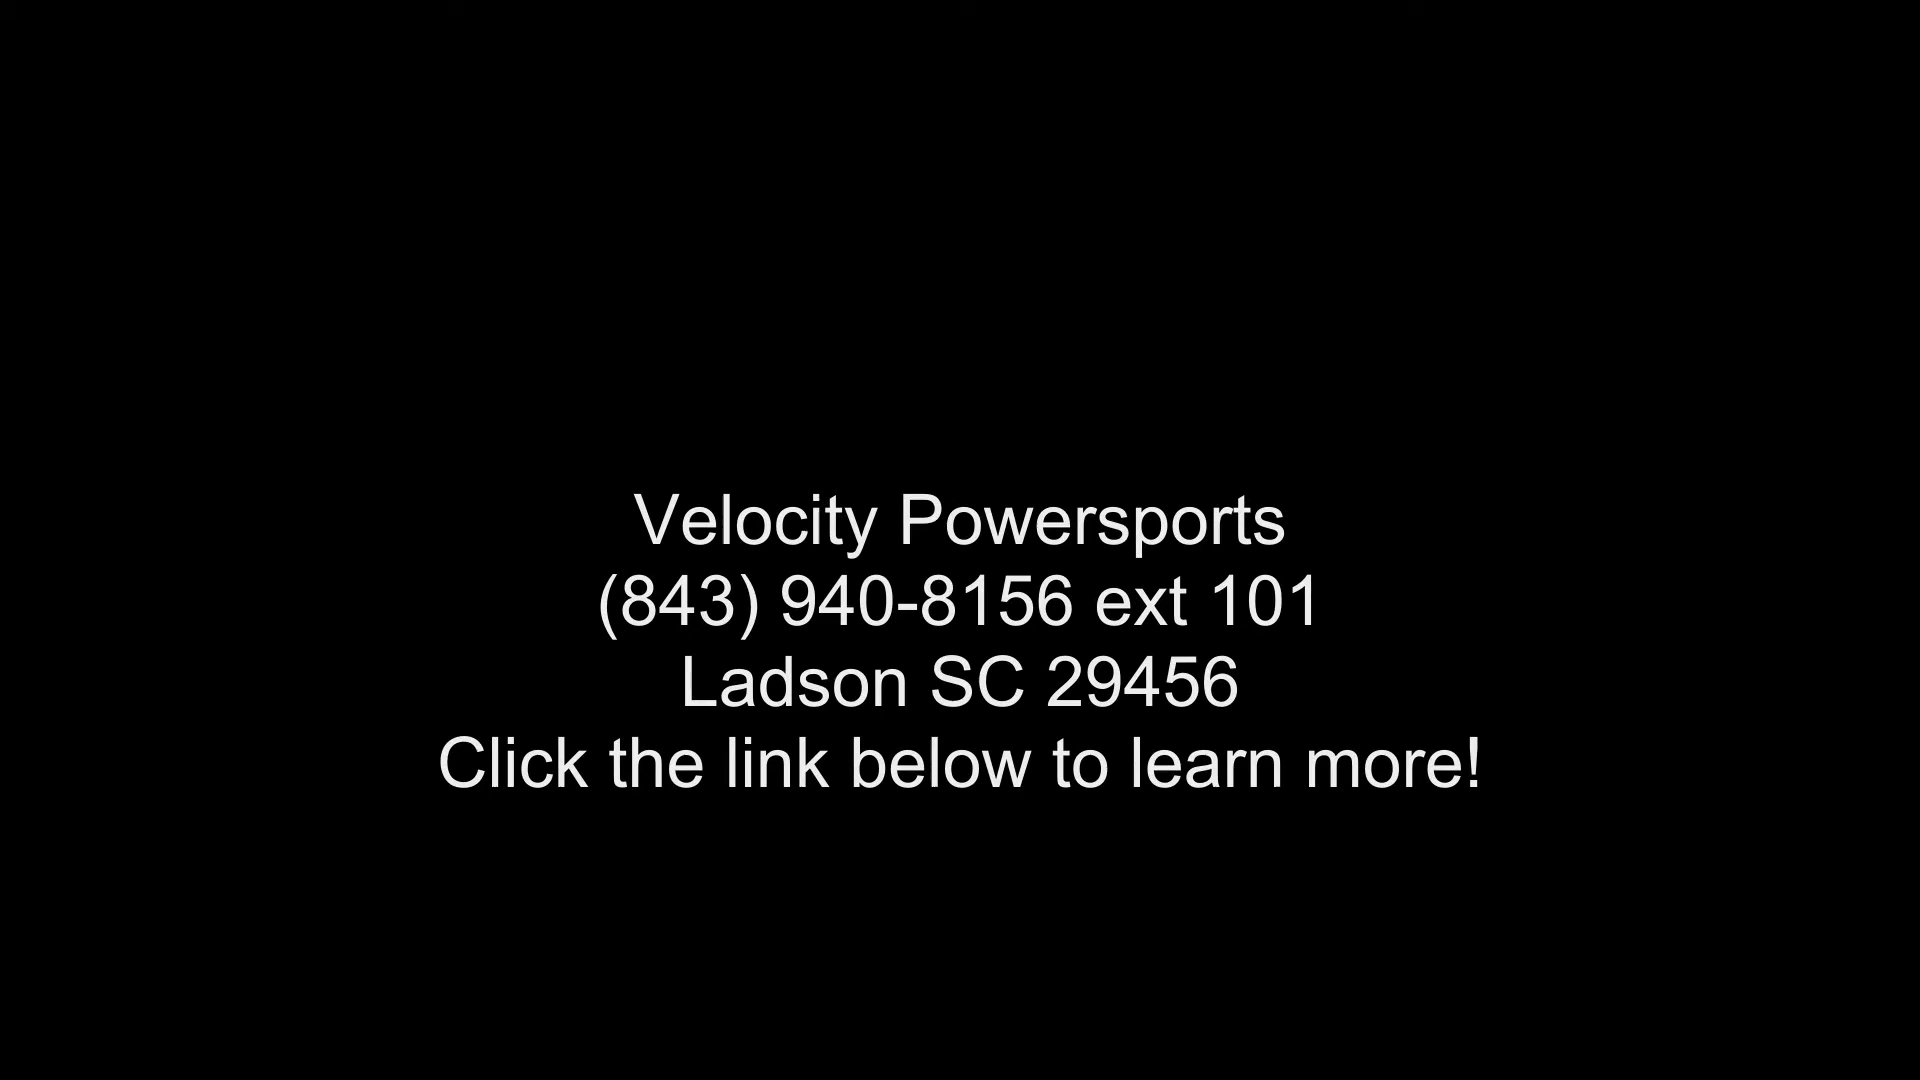 Velocity Powersports
(843) 940-8156 ext 101
Ladson SC 29456
Click the link below to learn more!